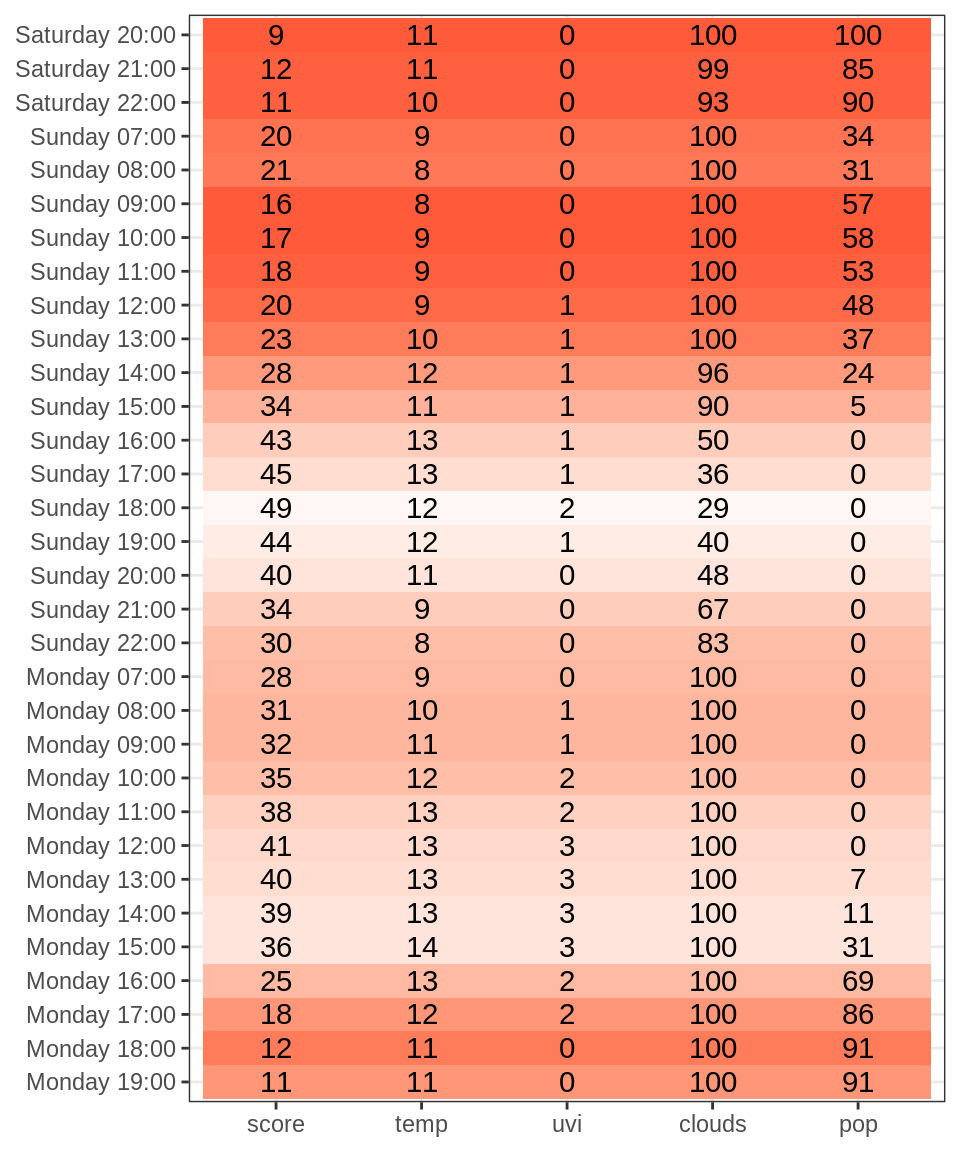 Saturday 20:00 9 11 0 100 100
Saturday 21:00 12 11 0 99 85
Saturday 22:00 11 10 0 93 90
Sunday 07:00 20 9 0 100 34
Sunday 08:00 21 8 0 100 31
Sunday 09:00 16 8 0 100 57
Sunday 10:00 17 9 0 100 58
Sunday 11:00 18 9 0 100 53
Sunday 12:00 20 9 1 100 48
Sunday 13:00 23 10 1 100 37
Sunday 14:00 28 12 1 96 24
Sunday 15:00 34 11 1 90 5
Sunday 16:00 43 13 1 50 0
Sunday 17:00 45 13 1 36 0
Sunday 18:00 49 12 2 29 0
Sunday 19:00 44 12 1 40 0
Sunday 20:00 40 11 0 48 0
Sunday 21:00 34 9 0 67 0
Sunday 22:00 30 8 0 83 0
Monday 07:00 28 9 0 100 0
Monday 08:00 31 10 1 100 0
Monday 09:00 32 11 1 100 0
Monday 10:00 35 12 2 100 0
Monday 11:00 38 13 2 100 0
Monday 12:00 41 13 3 100 0
Monday 13:00 40 13 3 100 7
Monday 14:00 39 13 3 100 11
Monday 15:00 36 14 3 100 31
Monday 16:00 25 13 2 100 69
Monday 17:00 18 12 2 100 86
Monday 18:00 12 11 0 100 91
Monday 19:00 11 11 0 100 91
score temp uvi clouds pop